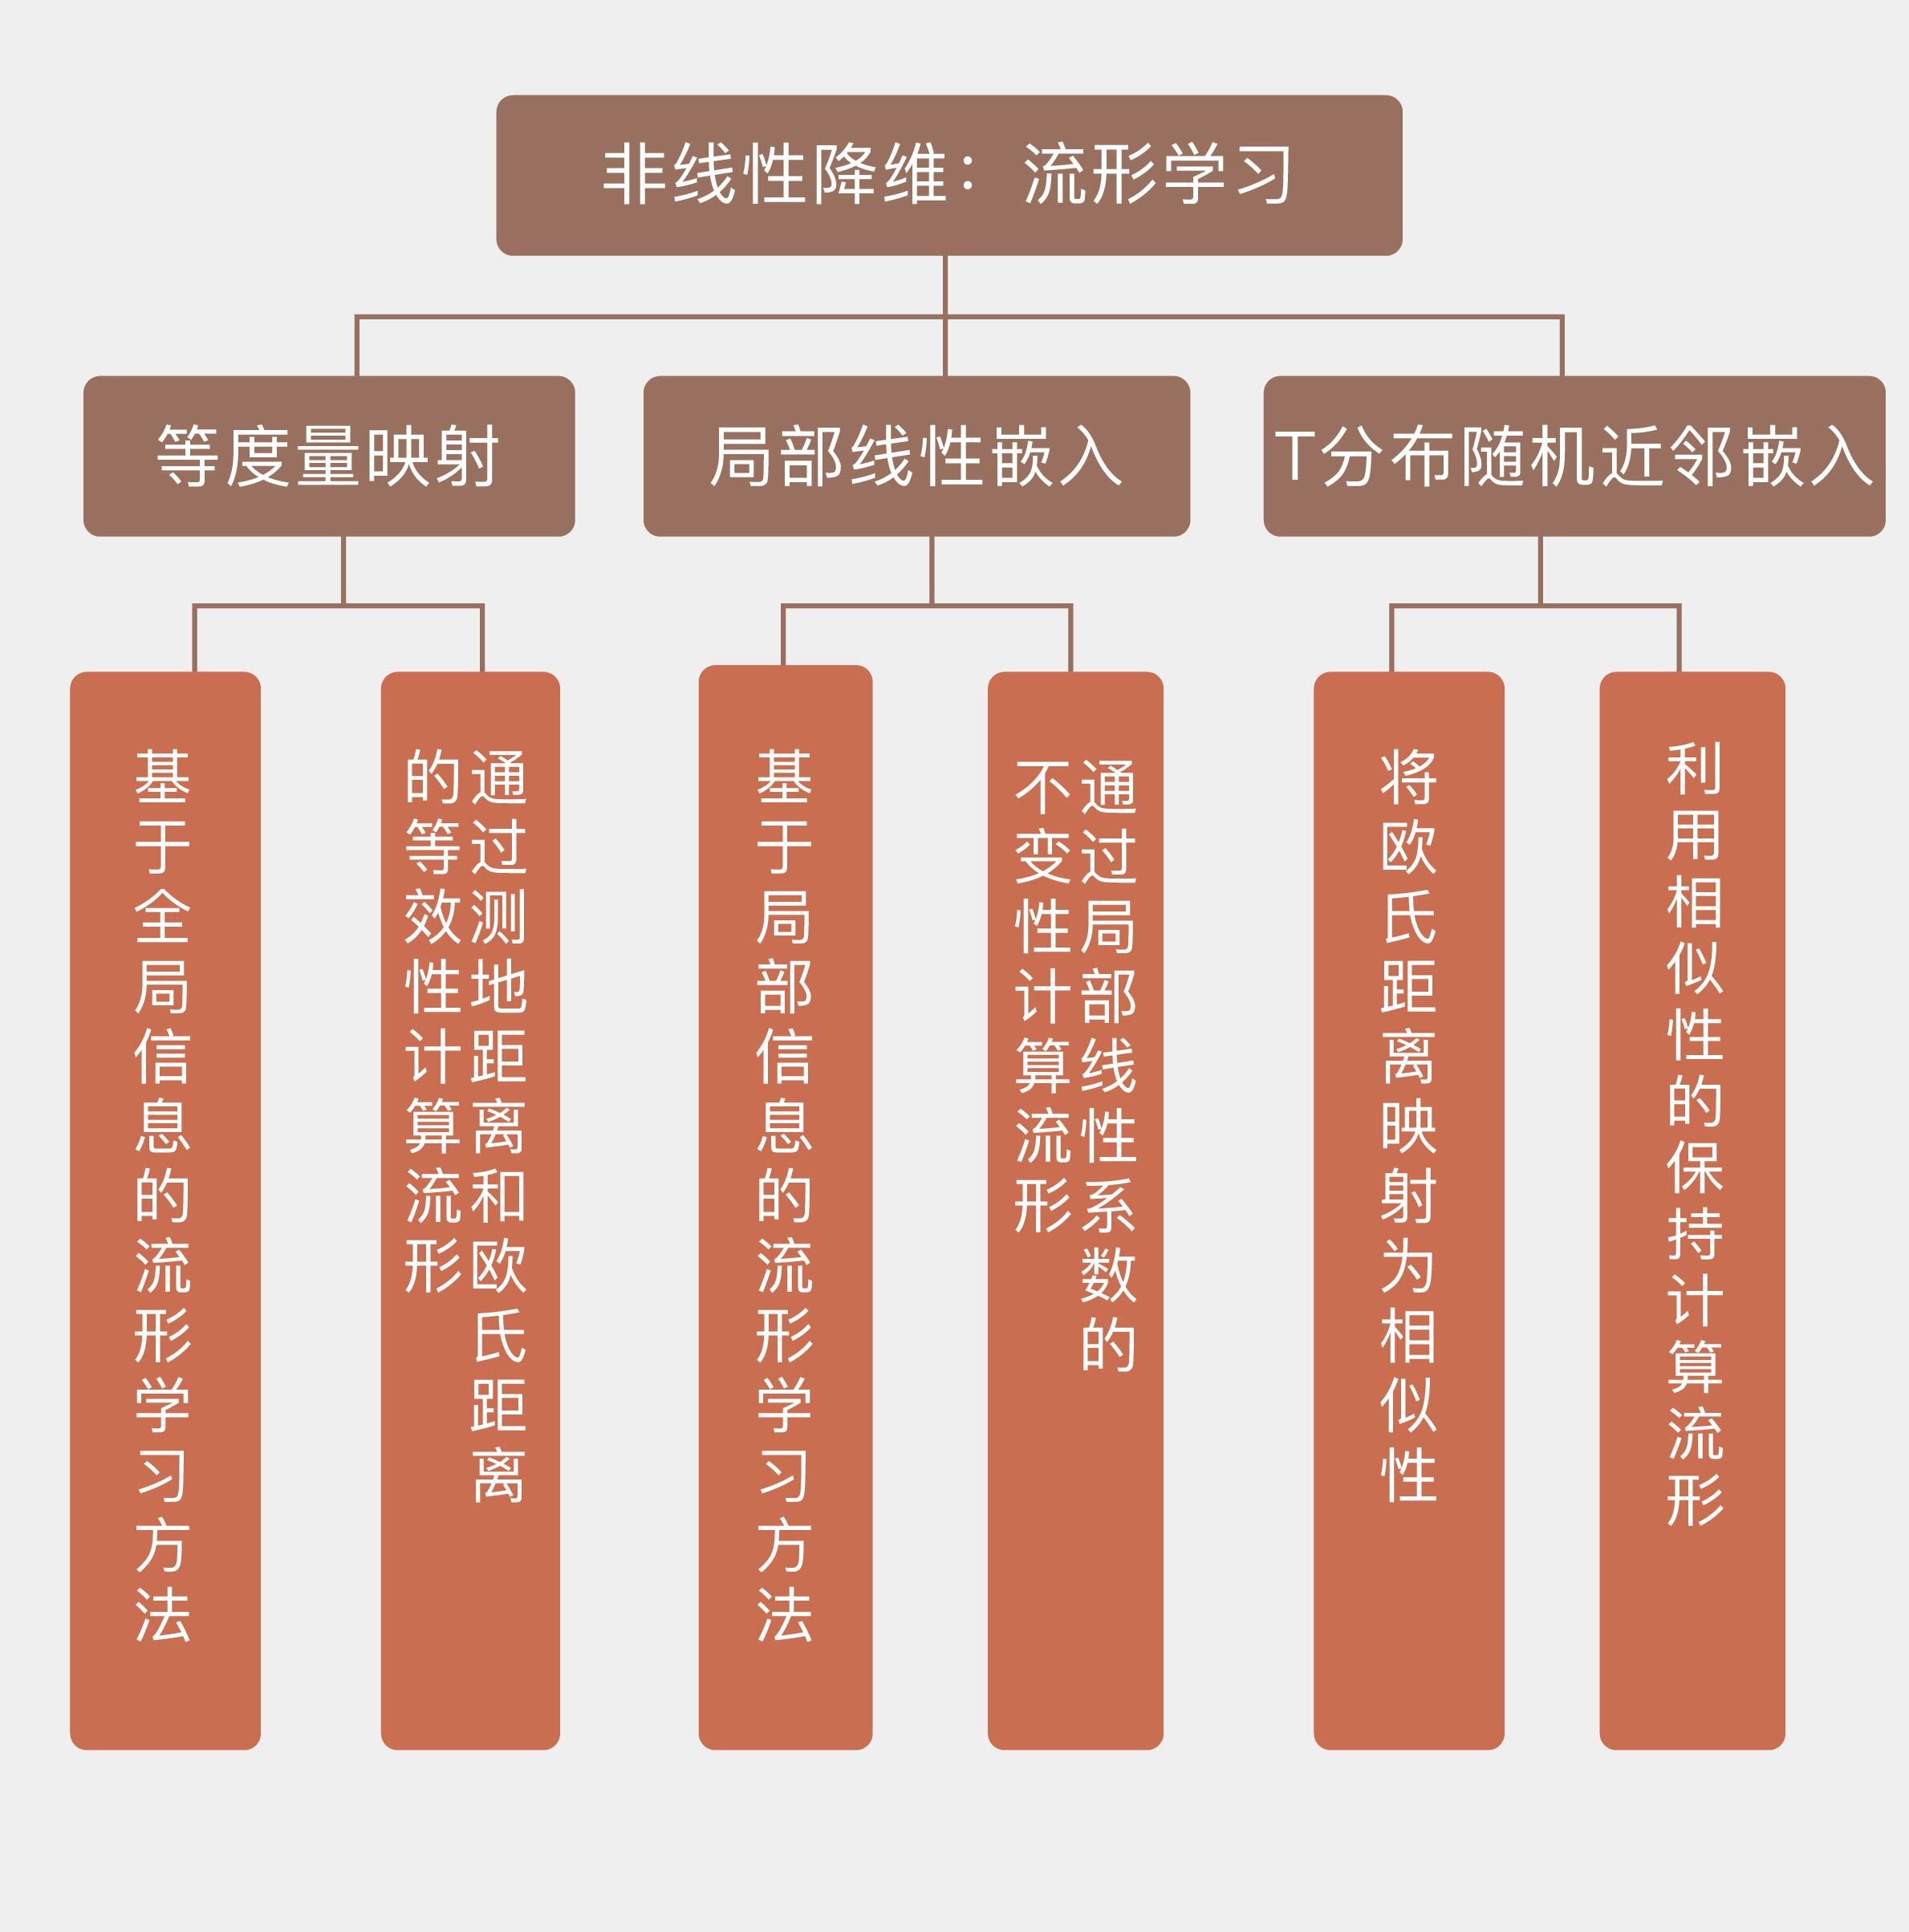 非线性降维：流形学习
等度量映射
局部线性嵌入
T分布随机近邻嵌入
基于全局信息的流形学习方法
通过测地距离和欧氏距离
的等效性计算流形
基于局部信息的流形学习方法
通过局部线性系数的
不变性计算流形
将欧氏距离映射为相似性
利用相似性的保持计算流形